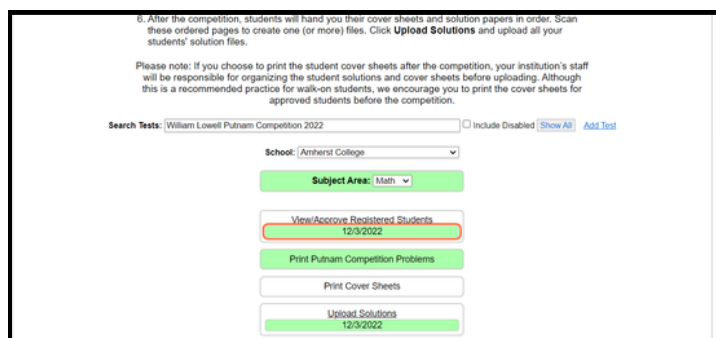 6. After the competition, students will hand you their cover sheets and solution papers in order. Scan
these ordered pages to create one (or more) files. Click Upload Solutions and upload all your
students' solution files.
Please note: If you choose to print the student cover sheets after the competition, your institution's staff
will be responsible for organizing the student solutions and cover sheets before uploading. Although
this is a recommended practice for walk-on students, we encourage you to print the cover sheets for
approved students before the competition.
Search Tests: William Lowell Putnam Competition 2022 Include Disabled Show All Add Test
School: Amherst College
Subject Area: Math
View/Approve Registered Students
12/3/2022
Print Putnam Competition Problems
Print Cover Sheets
Upload Solutions
12/3/2022